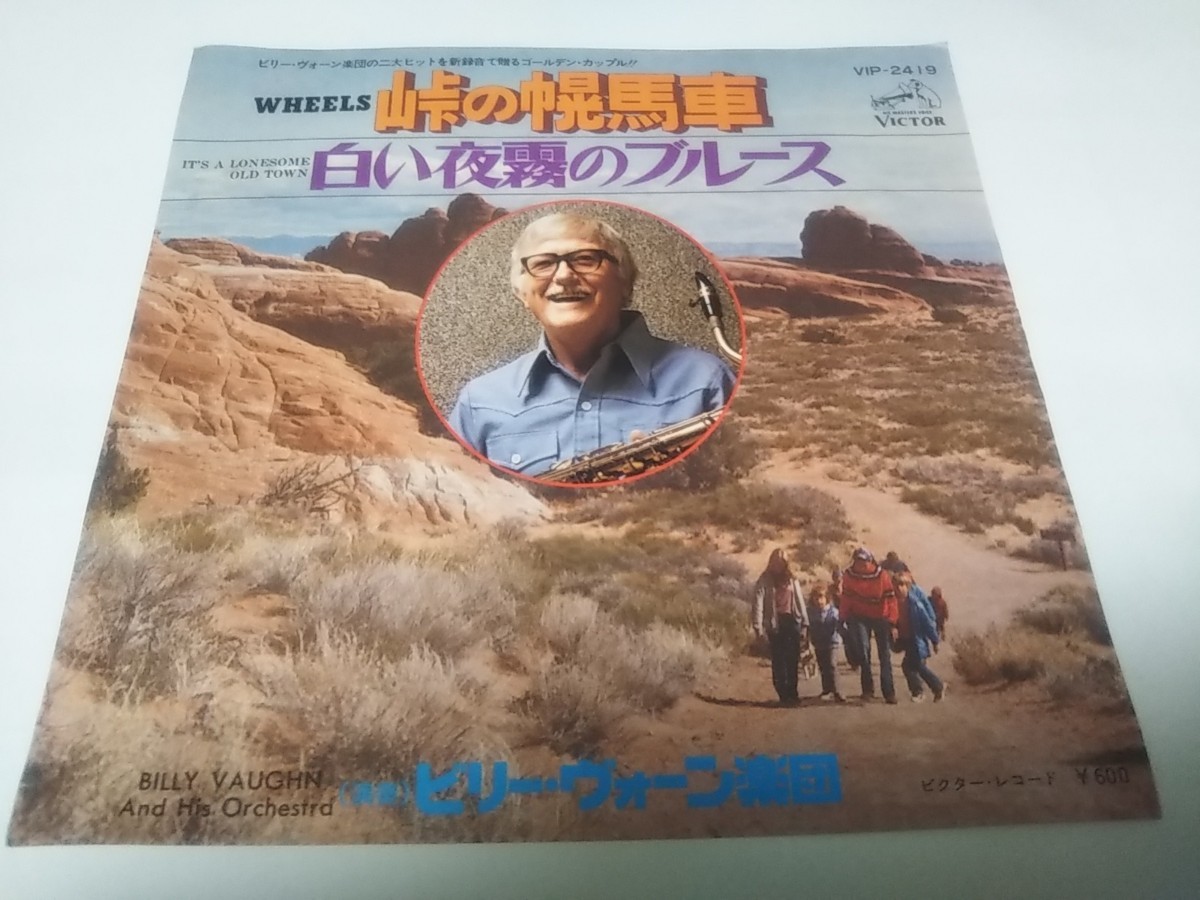 ビリー・ヴォーン楽団の二大ヒットを新録音で贈るゴールデン・カップル!!
VIP-2419
WHEELS 峠の幌馬車
HIS MASTER'S VOICE
VICTOR
IT'S A LONESOME
OLD TOWN
白い夜霧のブルース
BILLY VAUGHN
And His Orchestra
(演奏)ビリー・ヴォーン楽団
ビクター・レコード ¥600